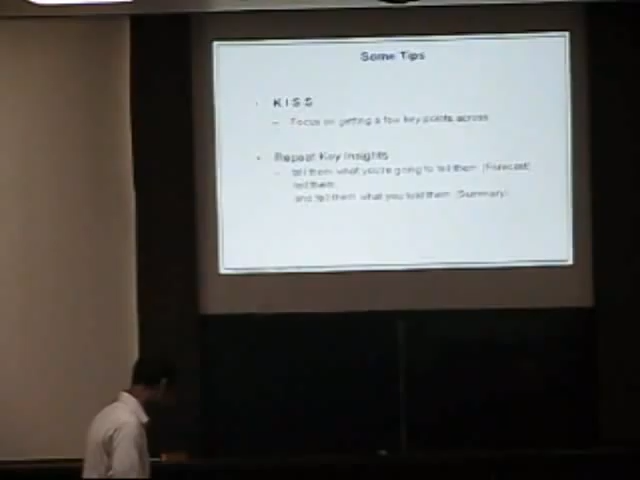 Some Tips
K I S S
– Focus on getting a few key points across
Repeat Key Insights
– tell them what you're going to tell them (Forecast)
tell them,
and tell them what you told them (Summary)